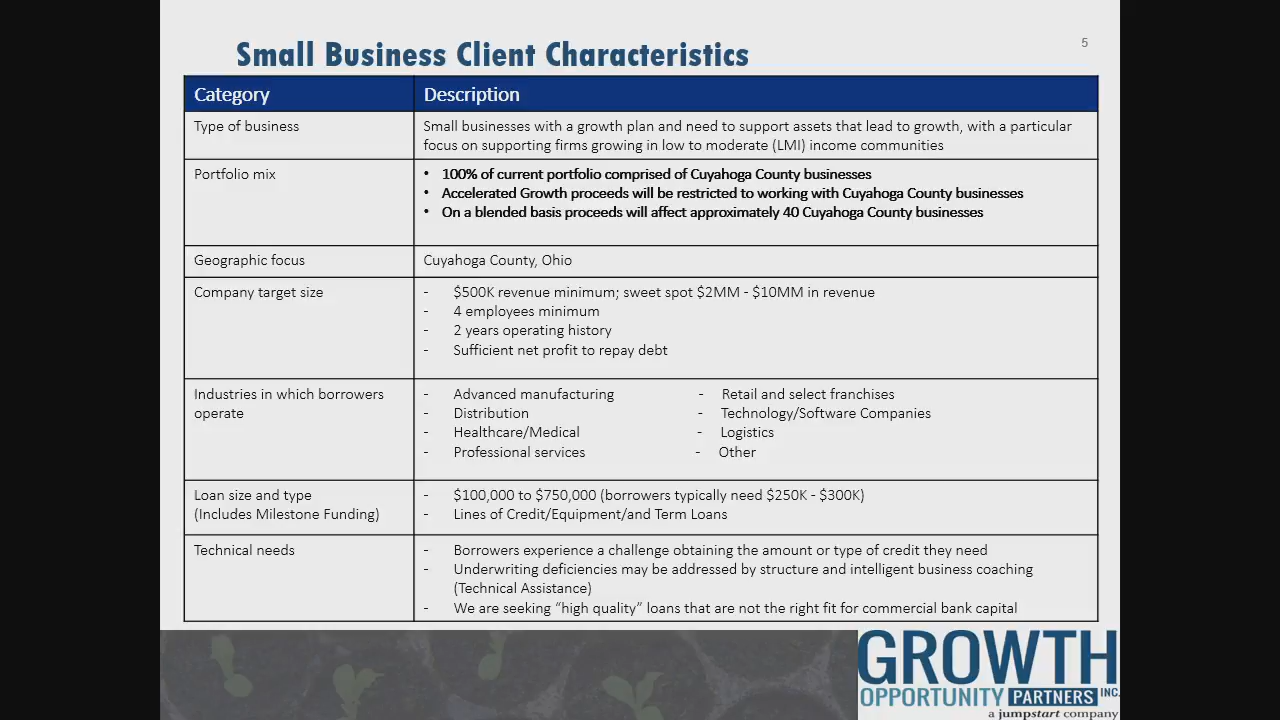 5
Small Business Client Characteristics
Category Description
Type of business
Small businesses with a growth plan and need to support assets that lead to growth, with a particular
focus on supporting firms growing in low to moderate (LMI) income communities
Portfolio mix
• 100% of current portfolio comprised of Cuyahoga County businesses
• Accelerated Growth proceeds will be restricted to working with Cuyahoga County businesses
• On a blended basis proceeds will affect approximately 40 Cuyahoga County businesses
Geographic focus
Cuyahoga County, Ohio
Company target size
- $500K revenue minimum; sweet spot $2MM - $10MM in revenue
- 4 employees minimum
- 2 years operating history
- Sufficient net profit to repay debt
Industries in which borrowers
operate
- Advanced manufacturing - Retail and select franchises
- Distribution - Technology/Software Companies
- Healthcare/Medical - Logistics
- Professional services - Other
Loan size and type
(Includes Milestone Funding)
- $100,000 to $750,000 (borrowers typically need $250K - $300K)
- Lines of Credit/Equipment/and Term Loans
Technical needs
- Borrowers experience a challenge obtaining the amount or type of credit they need
- Underwriting deficiencies may be addressed by structure and intelligent business coaching
(Technical Assistance)
- We are seeking “high quality” loans that are not the right fit for commercial bank capital
GROWTH
OPPORTUNITY PARTNERS INC.
a jumpstart company